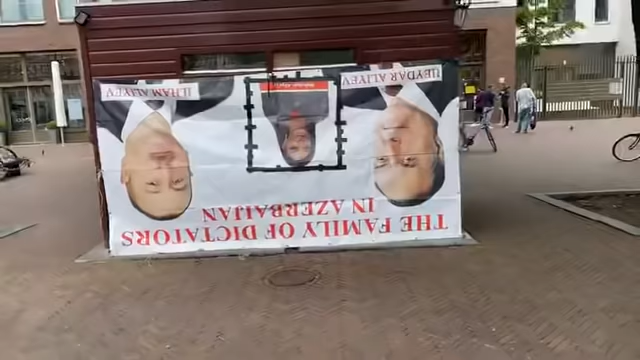 THE FAMILY OF DICTATORS
IN AZERBAIJAN
HEYDAR ALIYEV
ILHAM ALIYEV